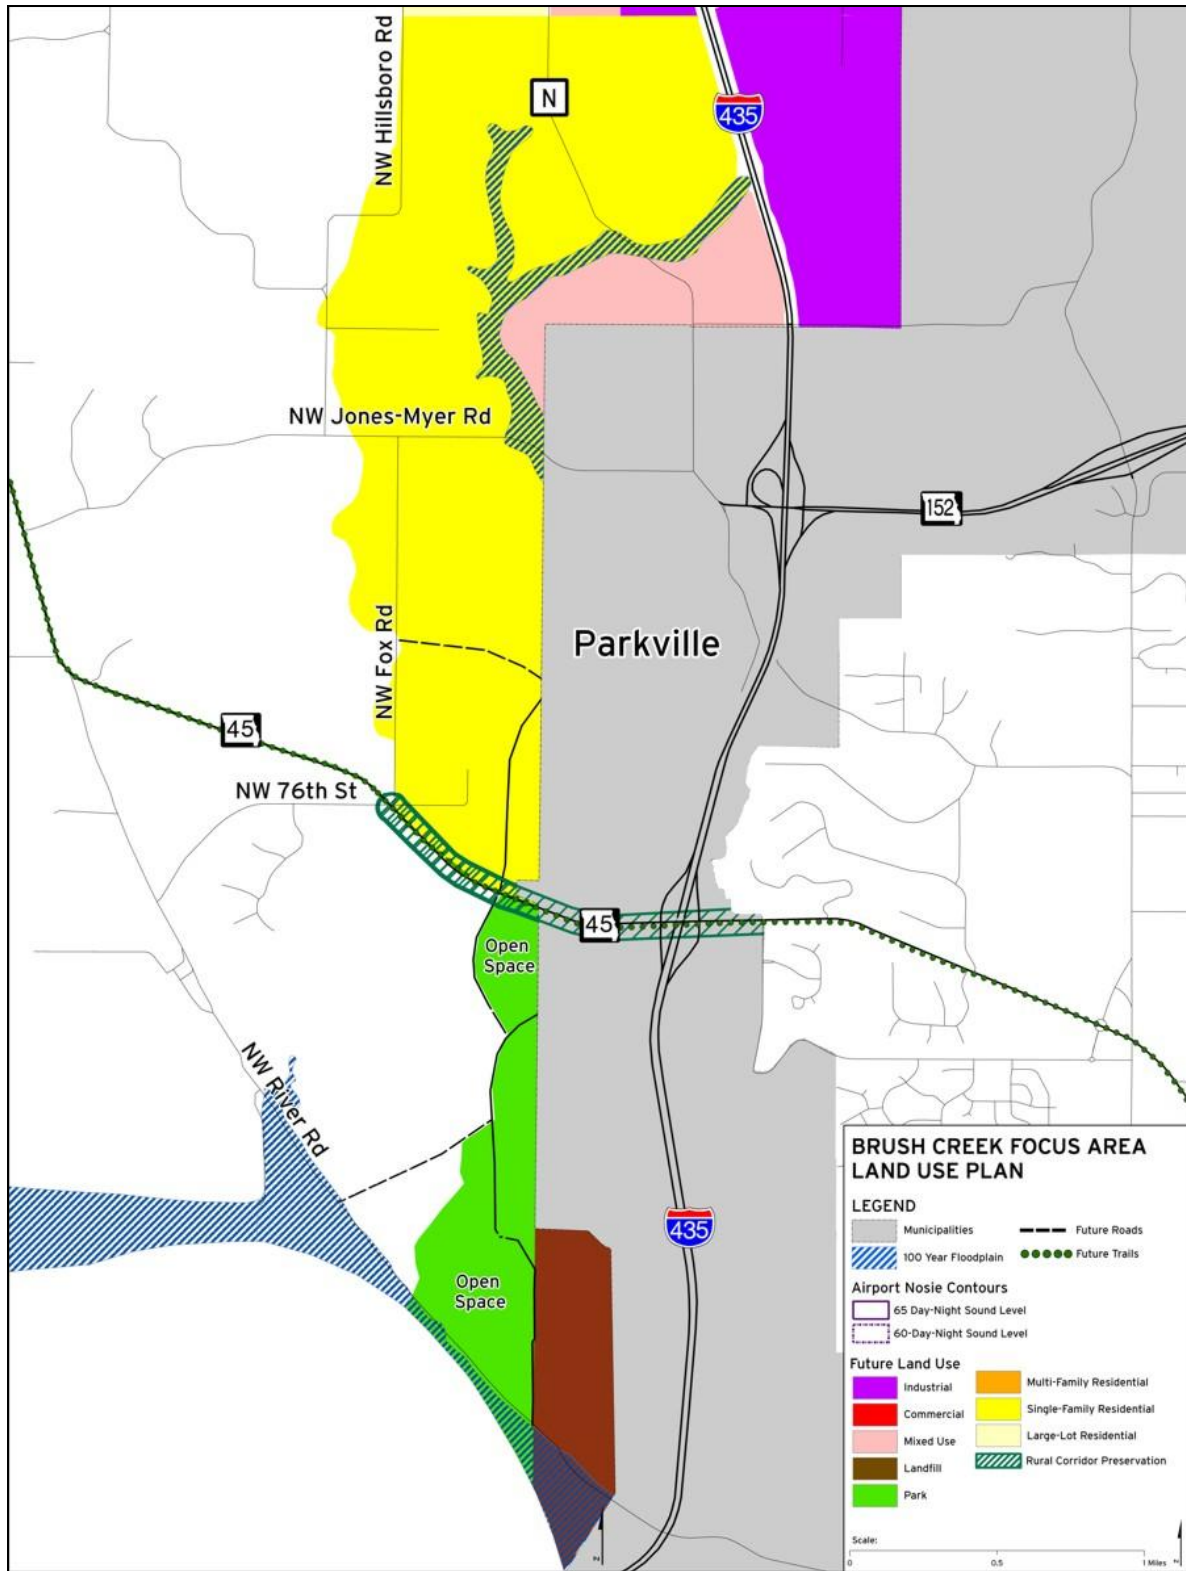 NW Hillsboro Rd
N
435
NW Jones-Myer Rd
152
NW Fox Rd
Parkville
45
NW 76th St
45
Open
Space
NW River Rd
435
Open
Space
BRUSH CREEK FOCUS AREA
LAND USE PLAN
LEGEND
Municipalities
Future Roads
100 Year Floodplain
Future Trails
Airport Nosie Contours
65 Day-Night Sound Level
60-Day-Night Sound Level
Future Land Use
Industrial
Multi-Family Residential
Commercial
Single-Family Residential
Mixed Use
Large-Lot Residential
Landfill
Rural Corridor Preservation
Park
Scale:
0 0.5 1 Miles
N
N